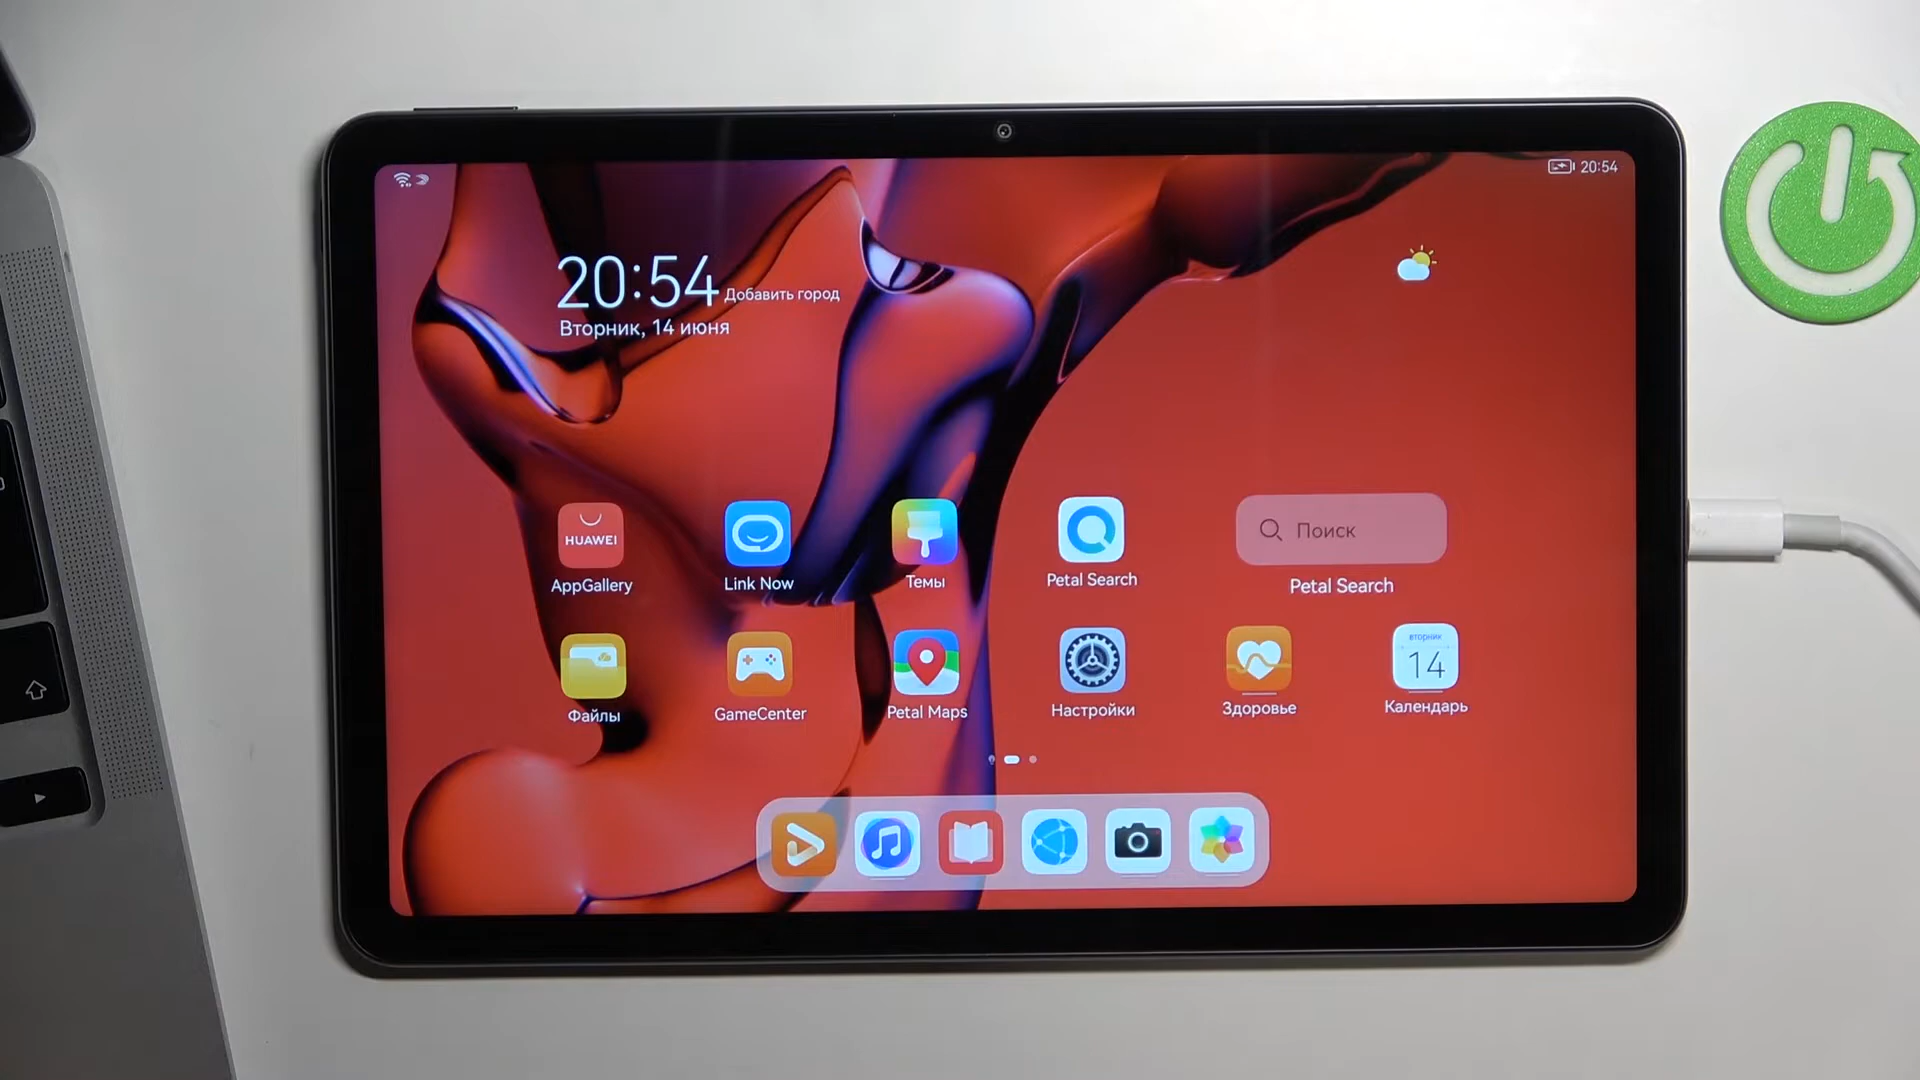 20:54
20:54 Добавить город
Вторник, 14 июня
HUAWEI
AppGallery
Link Now
Темы
Petal Search
Поиск
Petal Search
Файлы
GameCenter
Petal Maps
Настройки
Здоровье
вторник
14
Календарь